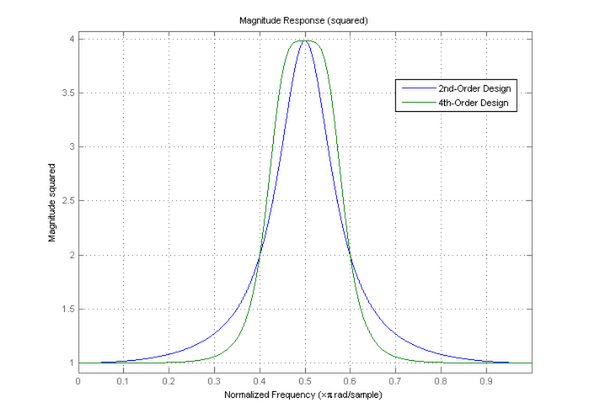 Magnitude Response (squared)
4
3.5
3
2.5
2
1.5
1
Magnitude squared
2nd-Order Design
4th-Order Design
0 0.1 0.2 0.3 0.4 0.5 0.6 0.7 0.8 0.9
Normalized Frequency (×π rad/sample)